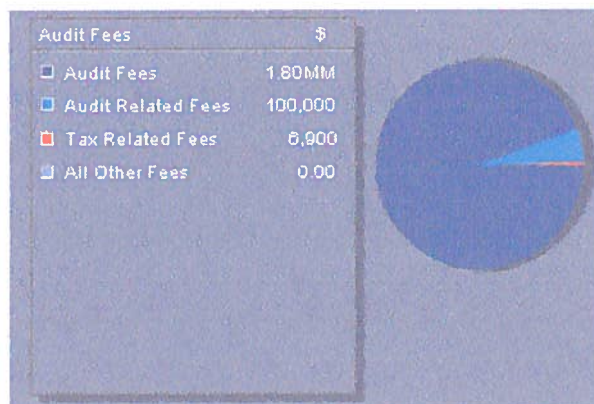 Audit Fees $
Audit Fees 1.80MM
Audit Related Fees 100,000
Tax Related Fees 6,900
All Other Fees 0.00